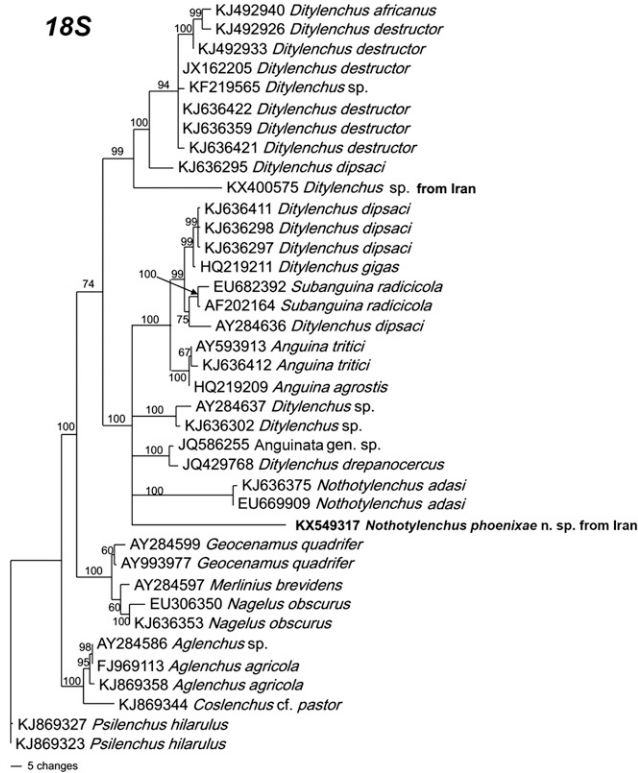 18S
99 KJ492940 Ditylenchus africanus
100 KJ492926 Ditylenchus destructor
KJ492933 Ditylenchus destructor
JX162205 Ditylenchus destructor
94 KF219565 Ditylenchus sp.
KJ636422 Ditylenchus destructor
100 KJ636359 Ditylenchus destructor
KJ636421 Ditylenchus destructor
99 KJ636295 Ditylenchus dipsaci
KX400575 Ditylenchus sp. from Iran
KJ636411 Ditylenchus dipsaci
99 KJ636298 Ditylenchus dipsaci
99 KJ636297 Ditylenchus dipsaci
HQ219211 Ditylenchus gigas
100 99 EU682392 Subanguina radicicola
74 AF202164 Subanguina radicicola
100 75 AY284636 Ditylenchus dipsaci
67 AY593913 Anguina tritici
KJ636412 Anguina tritici
100 HQ219209 Anguina agrostis
100 AY284637 Ditylenchus sp.
100 KJ636302 Ditylenchus sp.
JQ586255 Anguinata gen. sp.
100 JQ429768 Ditylenchus drepanocercus
100 KJ636375 Nothotylenchus adasi
100 EU669909 Nothotylenchus adasi
KX549317 Nothotylenchus phoenixae n. sp. from Iran
60 AY284599 Geocenamus quadrifer
AY993977 Geocenamus quadrifer
100 AY284597 Merlinius brevidens
60 EU306350 Nagelus obscurus
100 KJ636353 Nagelus obscurus
98 AY284586 Aglenchus sp.
95 FJ969113 Aglenchus agricola
100 KJ869358 Aglenchus agricola
KJ869344 Coslenchus cf. pastor
KJ869327 Psilenchus hilarulus
KJ869323 Psilenchus hilarulus
5 changes